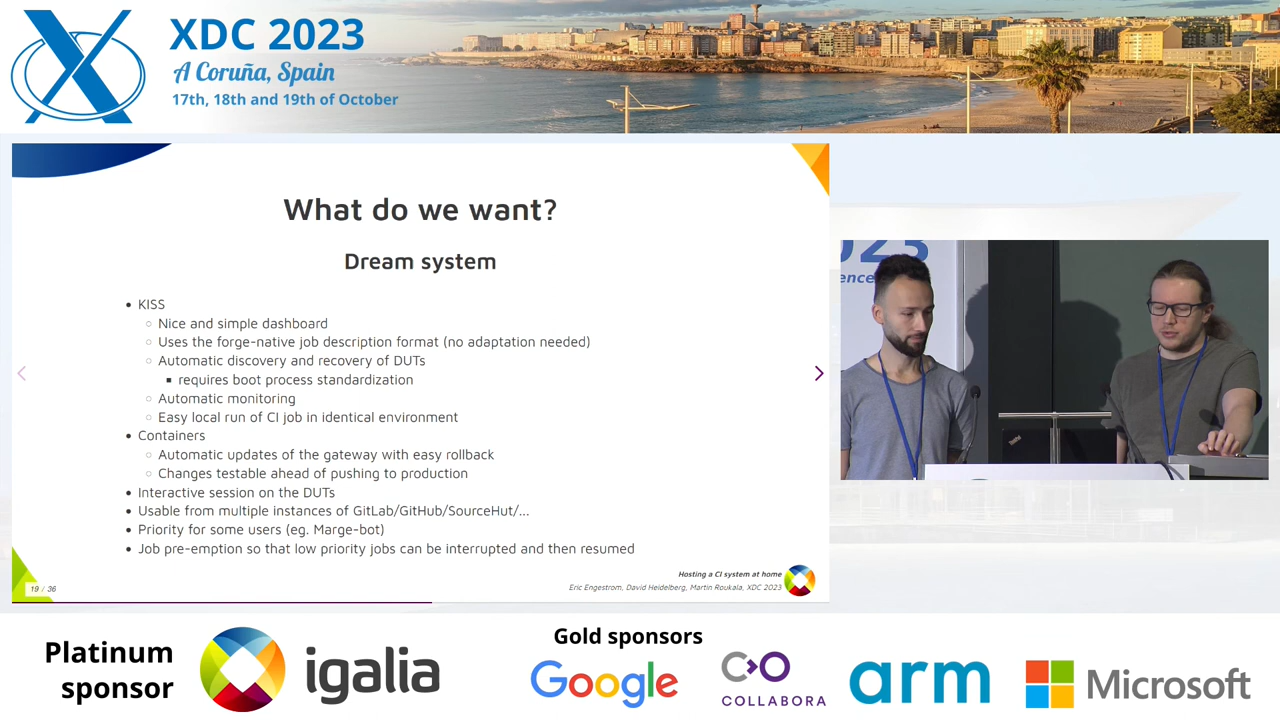 XDC 2023
A Coruña, Spain
17th, 18th and 19th of October
What do we want?
Dream system
• KISS
◦ Nice and simple dashboard
◦ Uses the forge-native job description format (no adaptation needed)
◦ Automatic discovery and recovery of DUTs
▪ requires boot process standardization
◦ Automatic monitoring
◦ Easy local run of CI job in identical environment
• Containers
◦ Automatic updates of the gateway with easy rollback
◦ Changes testable ahead of pushing to production
• Interactive session on the DUTs
• Usable from multiple instances of GitLab/GitHub/SourceHut/...
• Priority for some users (eg. Marge-bot)
• Job pre-emption so that low priority jobs can be interrupted and then resumed
19 / 36
Hosting a CI system at home
Eric Engestrom, David Heidelberg, Martin Roukala, XDC 2023
2023
ence
Platinum sponsor
igalia
Gold sponsors
Google
COLLABORA
arm
Microsoft